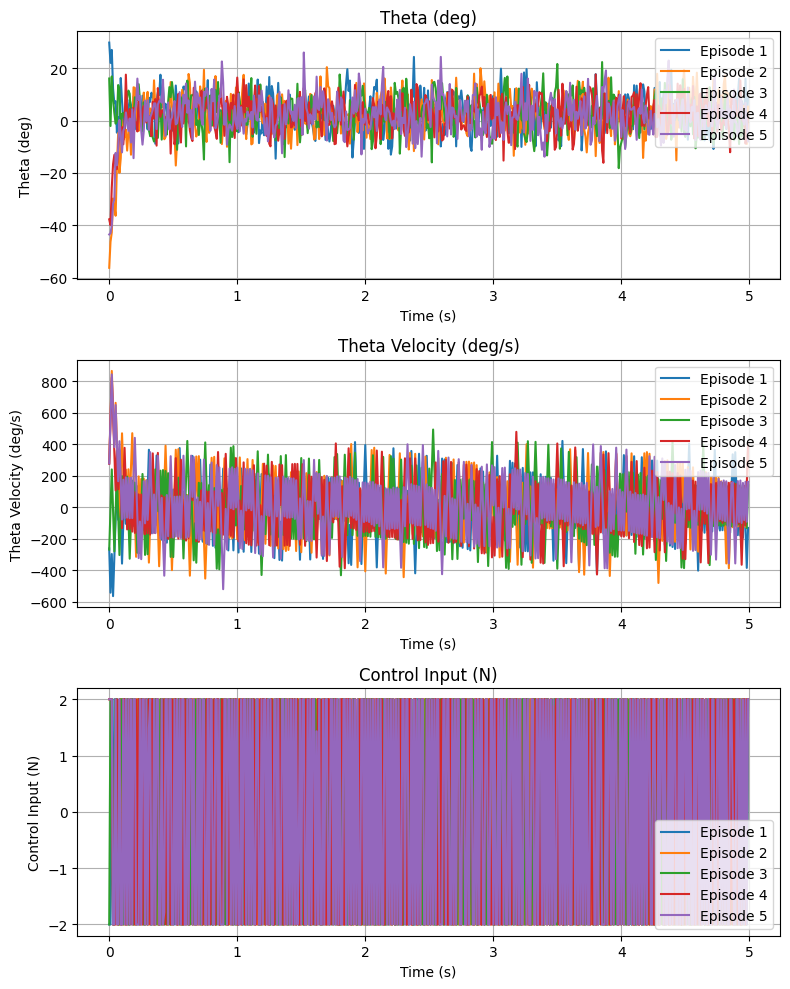 Theta (deg)
Theta (deg)
20
0
−20
−40
−60
0 1 2 3 4 5
Time (s)
Episode 1
Episode 2
Episode 3
Episode 4
Episode 5
Theta Velocity (deg/s)
Theta Velocity (deg/s)
800
600
400
200
0
−200
−400
−600
0 1 2 3 4 5
Time (s)
Episode 1
Episode 2
Episode 3
Episode 4
Episode 5
Control Input (N)
Control Input (N)
2
1
0
−1
−2
0 1 2 3 4 5
Time (s)
Episode 1
Episode 2
Episode 3
Episode 4
Episode 5